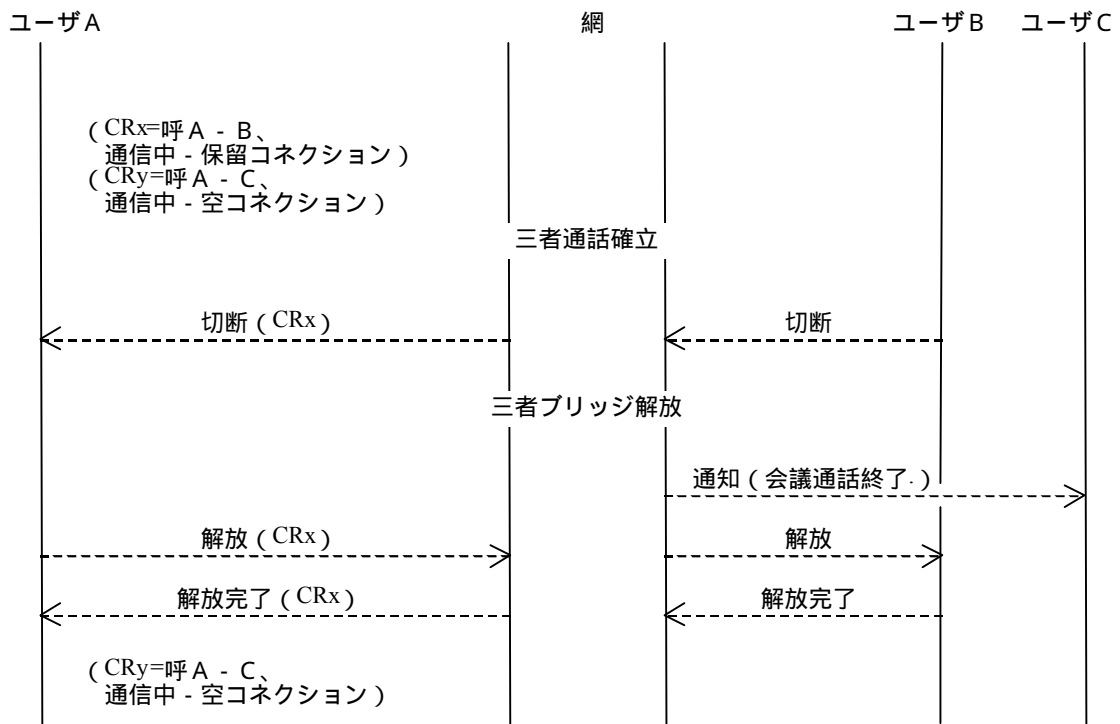 ユーザA 網 ユーザB ユーザC
(CRx=呼A - B、
通信中 - 保留コネクション)
(CRy=呼A - C、
通信中 - 空コネクション)
三者通話確立
切断(CRx) 切断
三者ブリッジ解放
通知(会議通話終了.)
解放(CRx) 解放
解放完了(CRx) 解放完了
(CRy=呼A - C、
通信中 - 空コネクション)